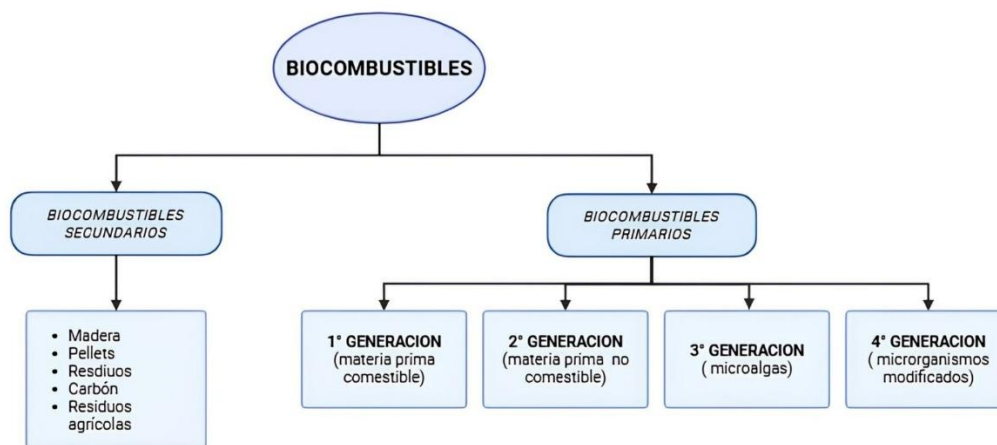 BIOCOMBUSTIBLES
BIOCOMBUSTIBLES
SECUNDARIOS
BIOCOMBUSTIBLES
PRIMARIOS
• Madera
• Pellets
• Resdiuos
• Carbón
• Residuos
agrícolas
1° GENERACION
(materia prima
comestible)
2° GENERACION
(materia prima no
comestible)
3° GENERACION
( microalgas)
4° GENERACION
( microrganismos
modificados)